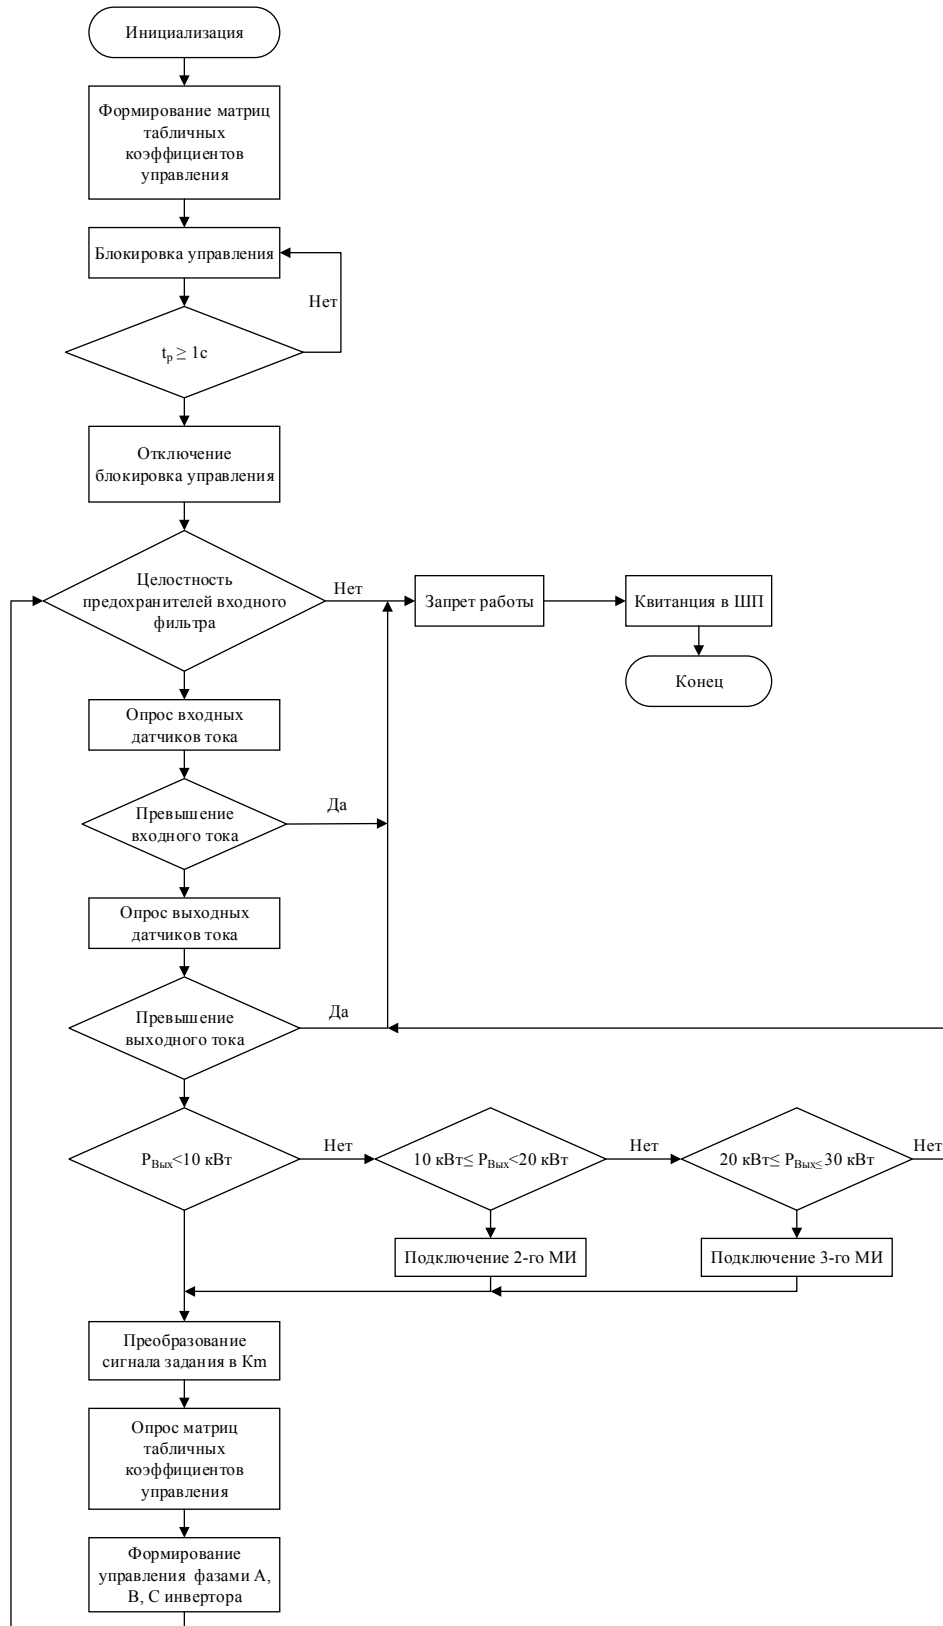 Инициализация
Формирование матриц
табличных
коэффициентов
управления
Блокировка управления
Нет
tр ≥ 1с
Отключение
блокировка управления
Целостность
предохранителей входного
фильтра
Нет
Запрет работы
Квитанция в ШП
Конец
Опрос входных
датчиков тока
Превышение
входного тока
Да
Опрос выходных
датчиков тока
Превышение
выходного тока
Да
PВых<10 кВт
Нет
10 кВт≤ PВых<20 кВт
Нет
20 кВт≤ PВых≤30 кВт
Нет
Подключение 2-го МИ
Подключение 3-го МИ
Преобразование
сигнала задания в Кm
Опрос матриц
табличных
коэффициентов
управления
Формирование
управления фазами А,
В, С инвертора